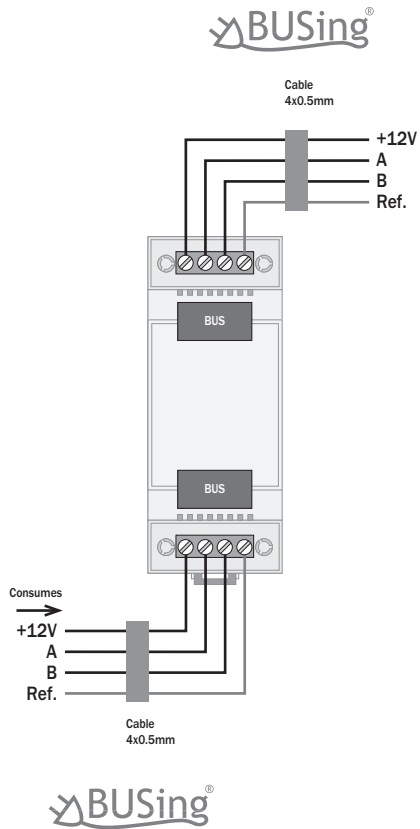 BUSing®
Cable
4x0.5mm
+12V
A
B
Ref.
BUS
BUS
Consumes
+12V
A
B
Ref.
Cable
4x0.5mm
BUSing®